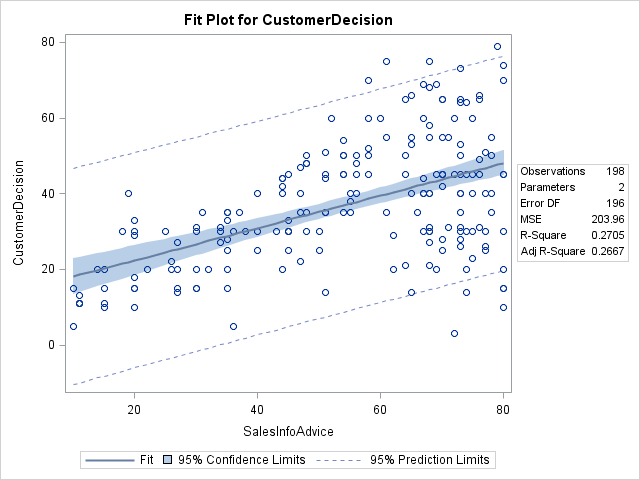 Fit Plot for CustomerDecision
80
60
40
20
0
CustomerDecision
20
40
60
80
SalesInfoAdvice
Observations 198
Parameters 2
Error DF 196
MSE 203.96
R-Square 0.2705
Adj R-Square 0.2667
Fit 95% Confidence Limits 95% Prediction Limits